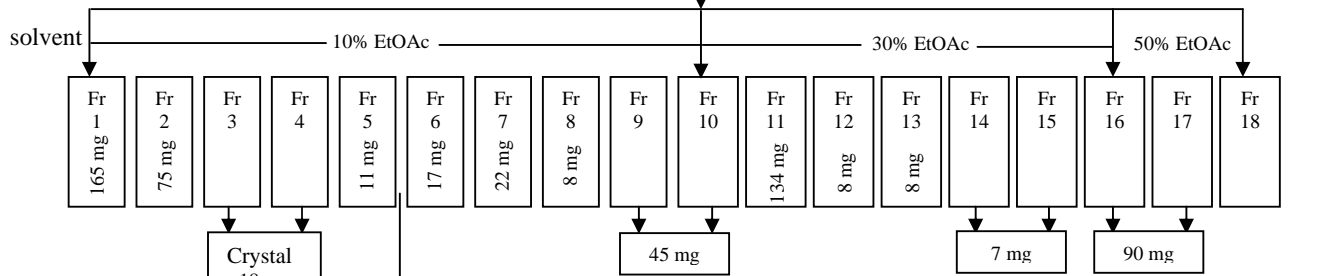 solvent
10% EtOAc
30% EtOAc
50% EtOAc
Fr 1 165 mg
Fr 2 75 mg
Fr 3
Fr 4
Fr 5 11 mg
Fr 6 17 mg
Fr 7 22 mg
Fr 8 8 mg
Fr 9
Fr 10
Fr 11 134 mg
Fr 12 8 mg
Fr 13 8 mg
Fr 14
Fr 15
Fr 16
Fr 17
Fr 18
Crystal
45 mg
7 mg
90 mg